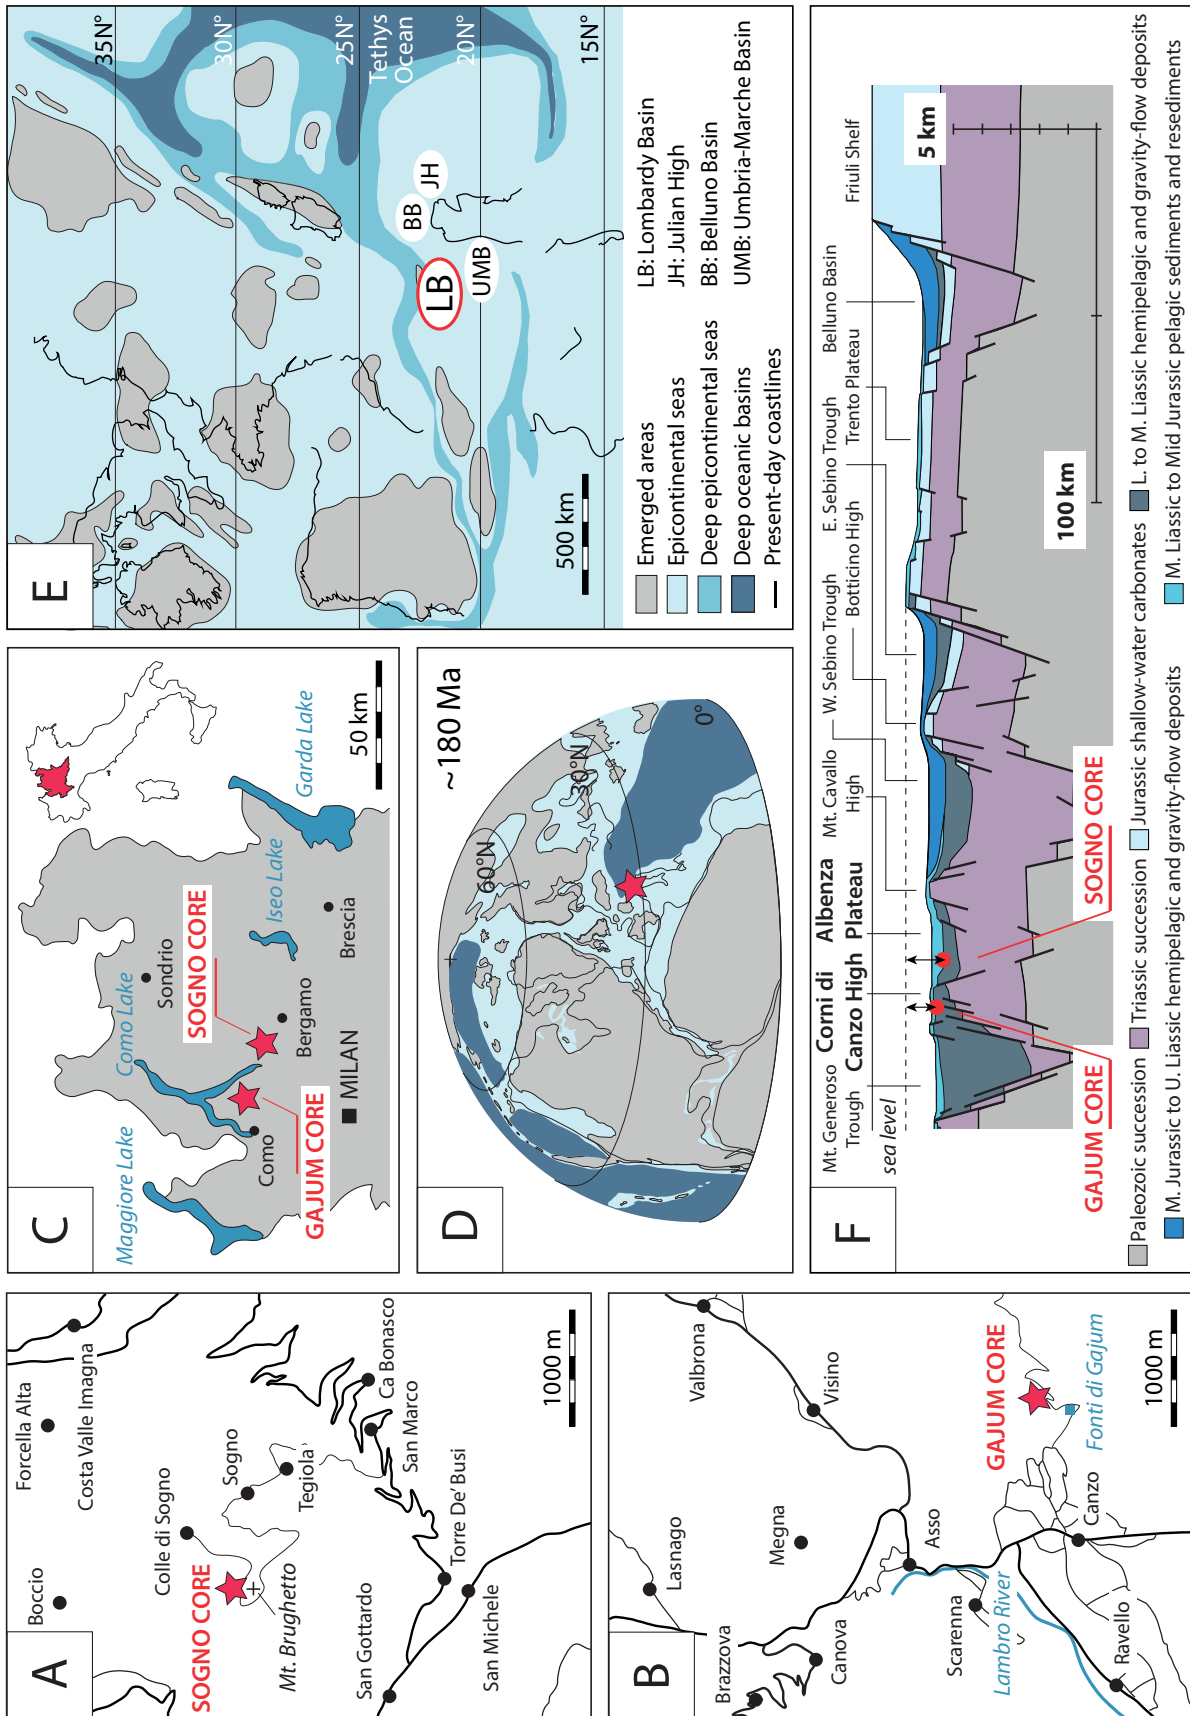 A
Boccio
Forcella Alta
Costa Valle Imagna
Colle di Sogno
SOGNO CORE
Sogno
Tegiola
Mt. Brughetto
Ca Bonasco
San Marco
Torre De' Busi
San Gottardo
San Michele
1000 m
B
Lasnago
Valbrona
Brazzova
Megna
Visino
Canova
Asso
GAJUM CORE
Scarenna
Lambro River
Fonti di Gajum
Canzo
Ravello
1000 m
C
Maggiore Lake
Como Lake
Sondrio
SOGNO CORE
Iseo Lake
Garda Lake
Como
Bergamo
Brescia
GAJUM CORE
MILAN
50 km
D
~180 Ma
60°N
30°N
0°
E
35N°
30N°
25N°
Tethys
Ocean
20N°
15N°
BB
JH
LB
UMB
500 km
Emerged areas
Epicontinental seas
Deep epicontinental seas
Deep oceanic basins
Present-day coastlines
LB: Lombardy Basin
JH: Julian High
BB: Belluno Basin
UMB: Umbria-Marche Basin
F
Mt. Generoso
Trough
Corni di
Canzo High
Albenza
Plateau
Mt. Cavallo
High
W. Sebino Trough
Botticino High
E. Sebino Trough
Trento Plateau
Belluno Basin
Friuli Shelf
sea level
5 km
100 km
GAJUM CORE
SOGNO CORE
Paleozoic succession
Triassic succession
Jurassic shallow-water carbonates
L. to M. Liassic hemipelagic and gravity-flow deposits
M. Jurassic to U. Liassic hemipelagic and gravity-flow deposits
M. Liassic to Mid Jurassic pelagic sediments and resediments